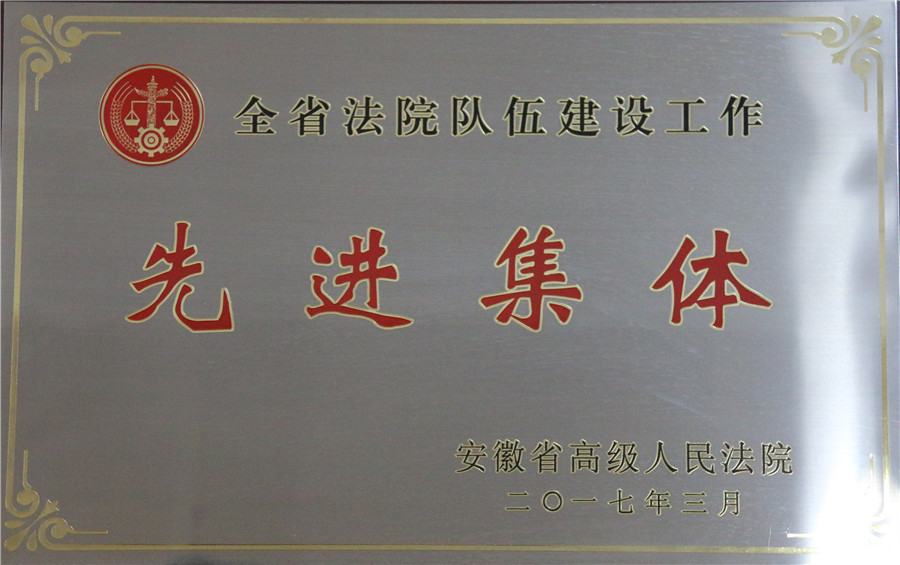 全省法院队伍建设工作
先进集体
安徽省高级人民法院
二〇一七年三月